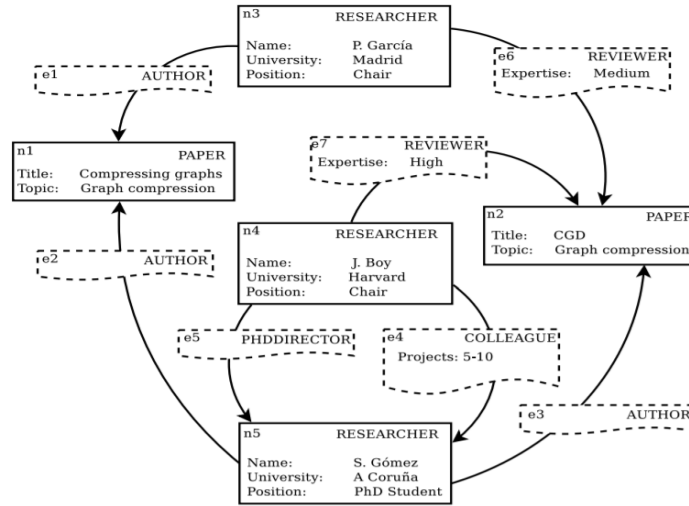 n3
RESEARCHER
Name: P. García
University: Madrid
Position: Chair
e1
AUTHOR
e6
REVIEWER
Expertise: Medium
n1
PAPER
Title: Compressing graphs
Topic: Graph compression
e7
REVIEWER
Expertise: High
n2
PAPER
Title: CGD
Topic: Graph compression
n4
RESEARCHER
Name: J. Boy
University: Harvard
Position: Chair
e2
AUTHOR
e5
PHDDIRECTOR
e4
COLLEAGUE
Projects: 5-10
e3
AUTHOR
n5
RESEARCHER
Name: S. Gómez
University: A Coruña
Position: PhD Student